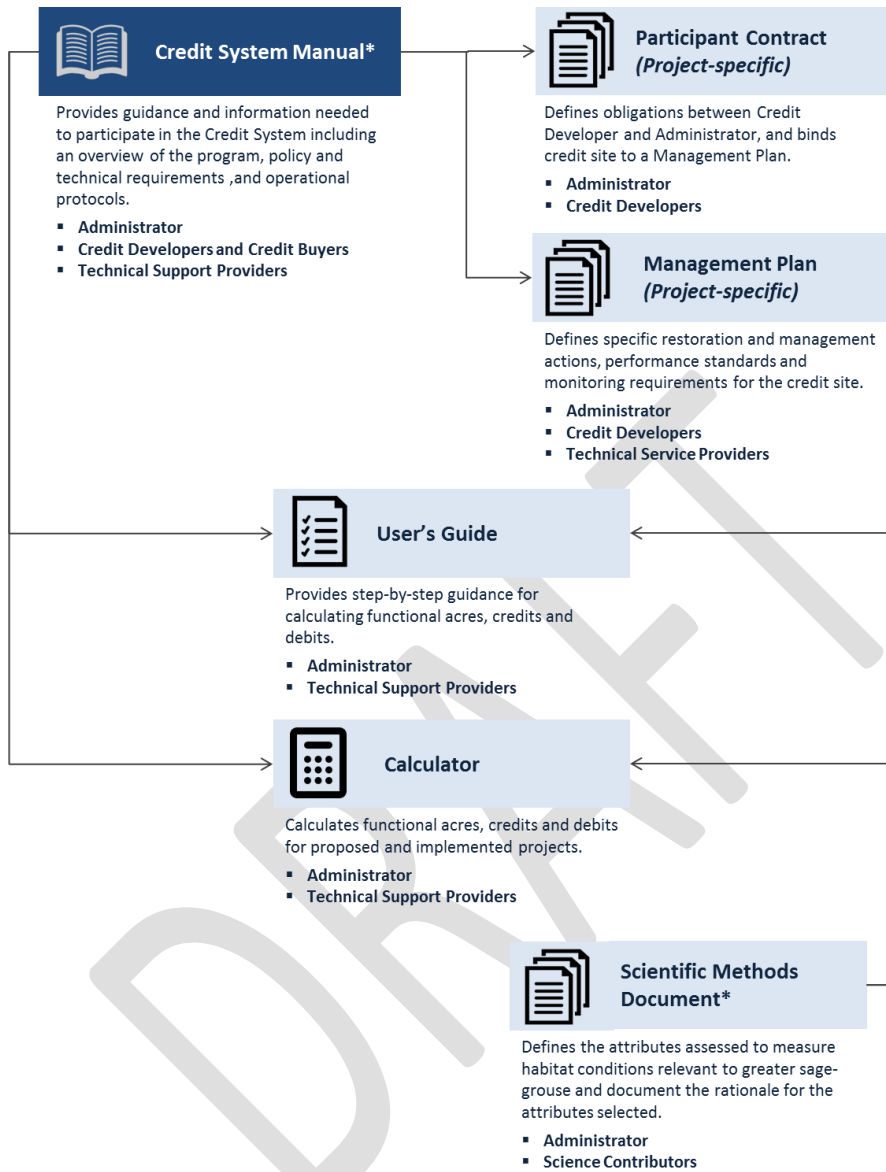 Credit System Manual*
Provides guidance and information needed
to participate in the Credit System including
an overview of the program, policy and
technical requirements ,and operational
protocols.
▪ Administrator
▪ Credit Developers and Credit Buyers
▪ Technical Support Providers
Participant Contract
(Project-specific)
Defines obligations between Credit
Developer and Administrator, and binds
credit site to a Management Plan.
▪ Administrator
▪ Credit Developers
Management Plan
(Project-specific)
Defines specific restoration and management
actions, performance standards and
monitoring requirements for the credit site.
▪ Administrator
▪ Credit Developers
▪ Technical Service Providers
User’s Guide
Provides step-by-step guidance for
calculating functional acres, credits and
debits.
▪ Administrator
▪ Technical Support Providers
Calculator
Calculates functional acres, credits and debits
for proposed and implemented projects.
▪ Administrator
▪ Technical Support Providers
Scientific Methods
Document*
Defines the attributes assessed to measure
habitat conditions relevant to greater sage-
grouse and document the rationale for the
attributes selected.
▪ Administrator
▪ Science Contributors
DRAFT